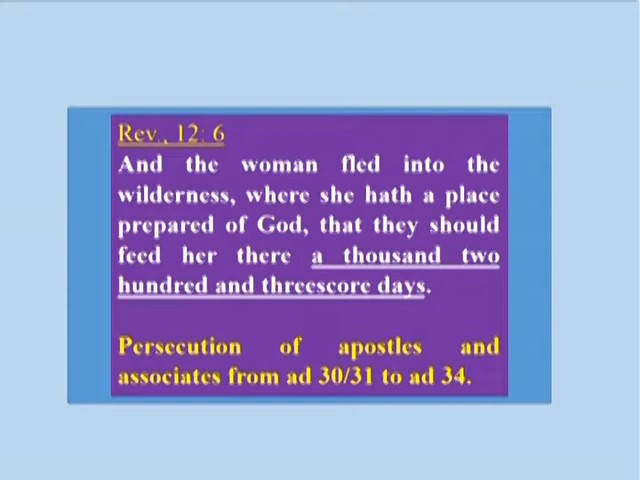 Rev., 12: 6
And the woman fled into the
wilderness, where she hath a place
prepared of God, that they should
feed her there a thousand two
hundred and threescore days.
Persecution of apostles and
associates from ad 30/31 to ad 34.